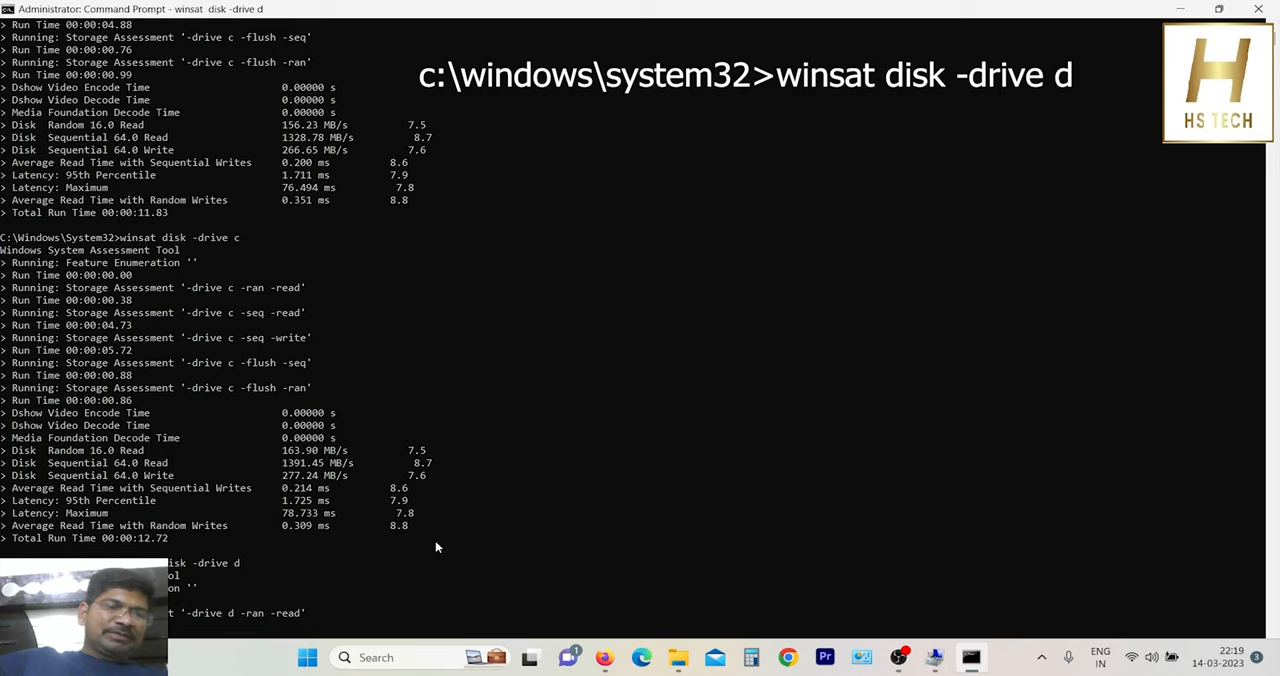 Administrator: Command Prompt - winsat  disk -drive d
> Run Time 00:00:04.88
> Running: Storage Assessment '-drive c -flush -seq'
> Run Time 00:00:00.76
> Running: Storage Assessment '-drive c -flush -ran'
> Run Time 00:00:00.99
> Dshow Video Encode Time 0.00000 s
> Dshow Video Decode Time 0.00000 s
> Media Foundation Decode Time 0.00000 s
> Disk  Random 16.0 Read 156.23 MB/s 7.5
> Disk  Sequential 64.0 Read 1328.78 MB/s 8.7
> Disk  Sequential 64.0 Write 266.65 MB/s 7.6
> Average Read Time with Sequential Writes 0.200 ms 8.6
> Latency: 95th Percentile 1.711 ms 7.9
> Latency: Maximum 76.494 ms 7.8
> Average Read Time with Random Writes 0.351 ms 8.8
> Total Run Time 00:00:11.83
c:\windows\system32>winsat disk -drive d
H
HS TECH
C:\Windows\System32>winsat disk -drive c
Windows System Assessment Tool
> Running: Feature Enumeration ''
> Run Time 00:00:00.00
> Running: Storage Assessment '-drive c -ran -read'
> Run Time 00:00:00.38
> Running: Storage Assessment '-drive c -seq -read'
> Run Time 00:00:04.73
> Running: Storage Assessment '-drive c -seq -write'
> Run Time 00:00:05.72
> Running: Storage Assessment '-drive c -flush -seq'
> Run Time 00:00:00.88
> Running: Storage Assessment '-drive c -flush -ran'
> Run Time 00:00:00.86
> Dshow Video Encode Time 0.00000 s
> Dshow Video Decode Time 0.00000 s
> Media Foundation Decode Time 0.00000 s
> Disk  Random 16.0 Read 163.90 MB/s 7.5
> Disk  Sequential 64.0 Read 1391.45 MB/s 8.7
> Disk  Sequential 64.0 Write 277.24 MB/s 7.6
> Average Read Time with Sequential Writes 0.214 ms 8.6
> Latency: 95th Percentile 1.725 ms 7.9
> Latency: Maximum 78.733 ms 7.8
> Average Read Time with Random Writes 0.309 ms 8.8
> Total Run Time 00:00:12.72
isk -drive d
ol
on ''
t '-drive d -ran -read'
Search
1
Pr
ENG
IN
22:19
14-03-2023
3